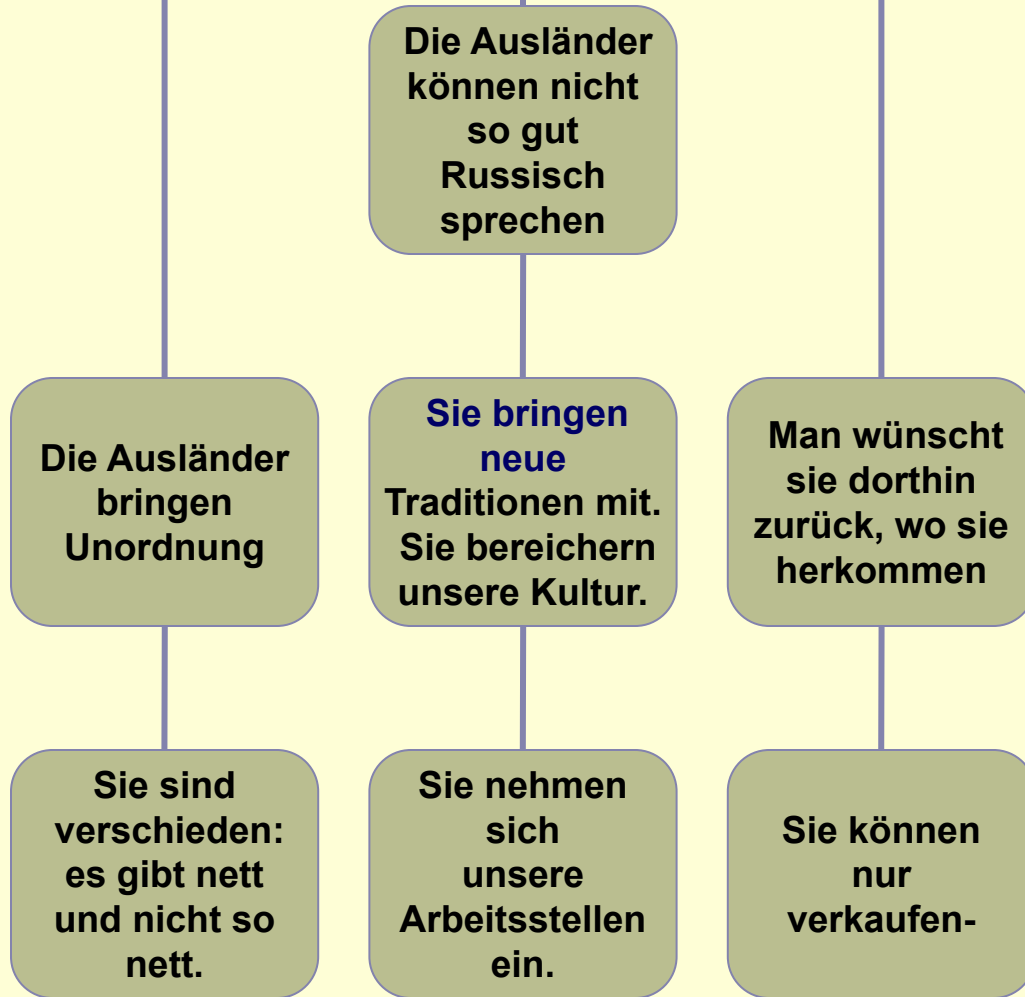 Die Ausländer
können nicht
so gut
Russisch
sprechen
Die Ausländer
bringen
Unordnung
Sie bringen
neue
Traditionen mit.
Sie bereichern
unsere Kultur.
Man wünscht
sie dorthin
zurück, wo sie
herkommen
Sie sind
verschieden:
es gibt nett
und nicht so
nett.
Sie nehmen
sich
unsere
Arbeitsstellen
ein.
Sie können
nur
verkaufen-